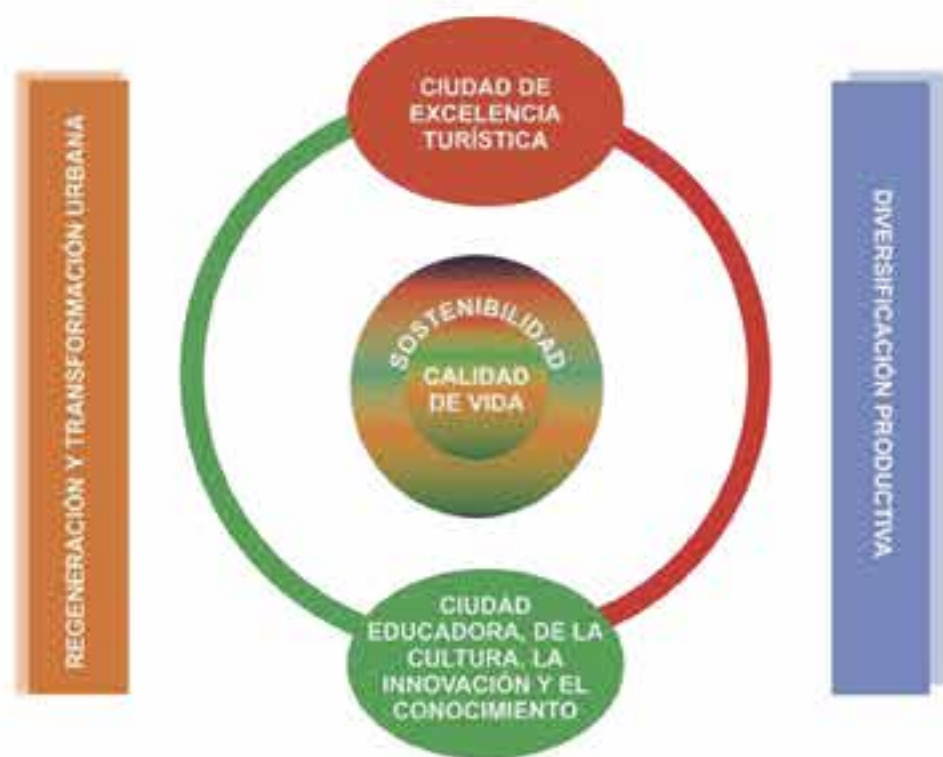 CIUDAD DE
EXCELENCIA
TURÍSTICA
REGENERACIÓN Y TRANSFORMACIÓN URBANA
SOSTENIBILIDAD
CALIDAD
DE VIDA
DIVERSIFICACIÓN PRODUCTIVA
CIUDAD
EDUCADORA, DE LA
CULTURA, LA
INNOVACIÓN Y EL
CONOCIMIENTO